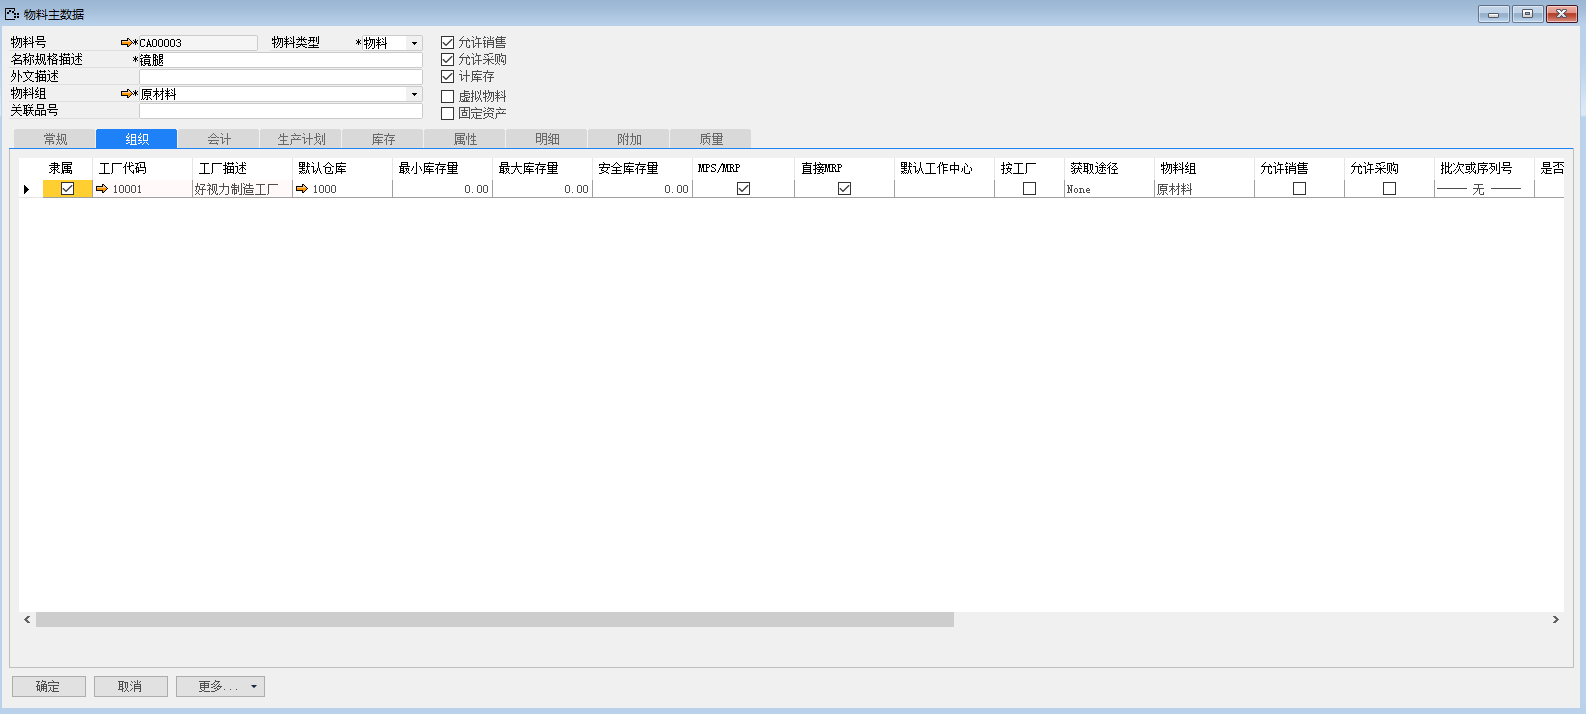 物料主数据
物料号 *CA00003 物料类型 *物料 允许销售
名称规格描述 *镜腿 允许采购
外文描述 计库存
物料组 *原材料 虚拟物料
关联品号 固定资产
常规 组织 会计 生产计划 库存 属性 明细 附加 质量
隶属 工厂代码 工厂描述 默认仓库 最小库存量 最大库存量 安全库存量 MPS/MRP 直接MRP 默认工作中心 按工厂 获取途径 物料组 允许销售 允许采购 批次或序列号 是否
10001 好视力制造工厂 1000 0.00 0.00 0.00 None 原材料 —— 无 ——
确定 取消 更多...